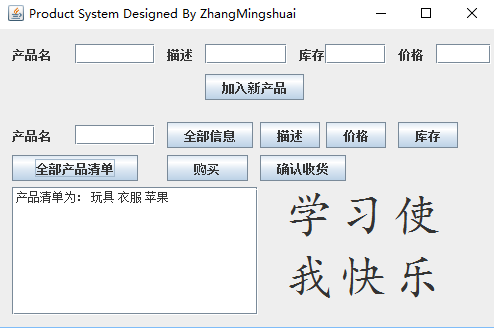 Product System Designed By ZhangMingshuai
产品名 描述 库存 价格
加入新产品
产品名 全部信息 描述 价格 库存
全部产品清单 购买 确认收货
产品清单为： 玩具 衣服 苹果
学习使
我快乐